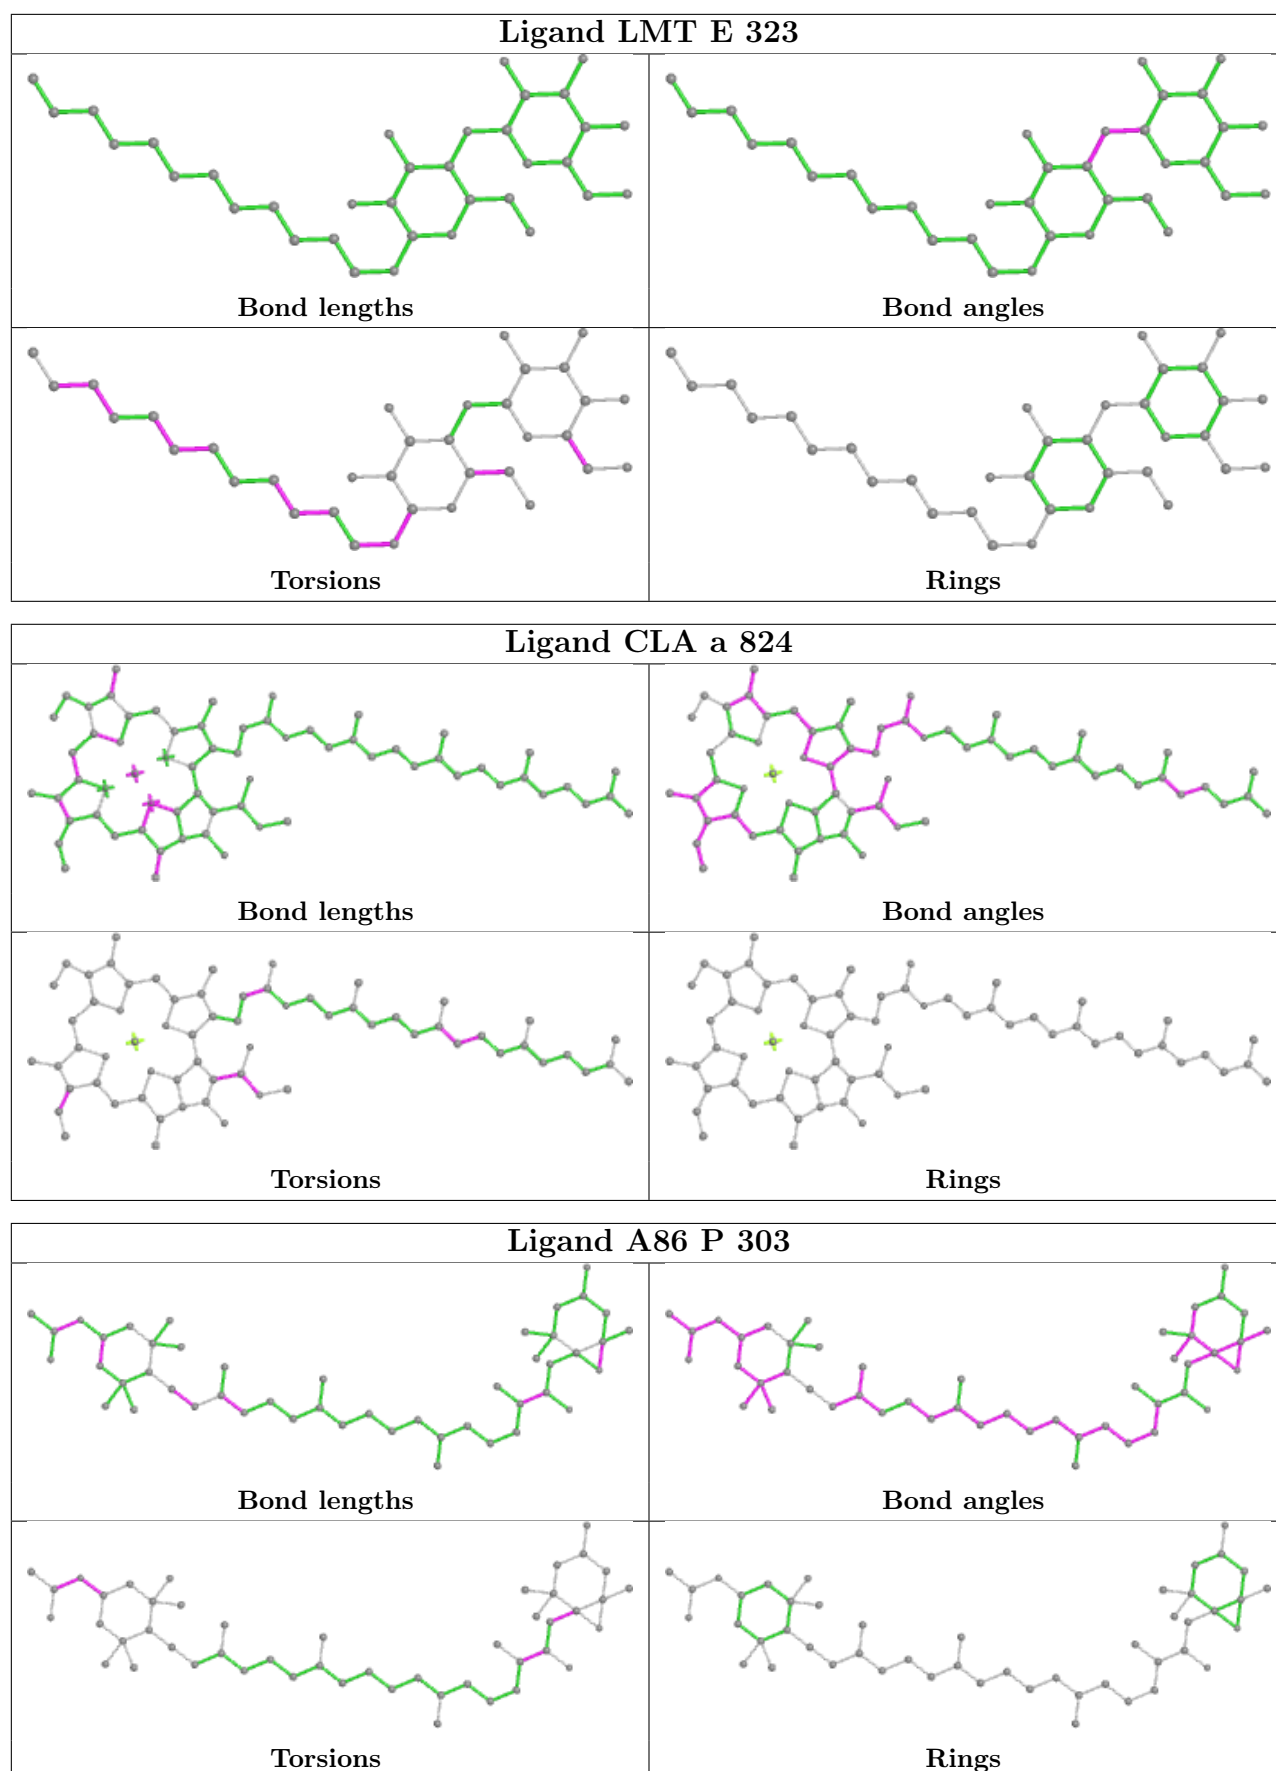 Ligand LMT E 323
Bond lengths
Bond angles
Torsions
Rings
Ligand CLA a 824
Bond lengths
Bond angles
Torsions
Rings
Ligand A86 P 303
Bond lengths
Bond angles
Torsions
Rings